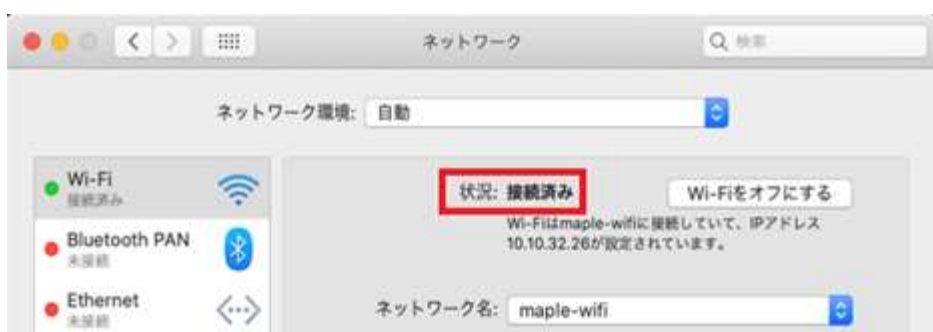 ネットワーク
検索
ネットワーク環境: 自動
Wi-Fi
接続済み
状況: 接続済み
Wi-Fiをオフにする
Wi-Fiはmaple-wifiに接続していて、IPアドレス
10.10.32.26が設定されています。
Bluetooth PAN
未接続
Ethernet
未接続
ネットワーク名: maple-wifi